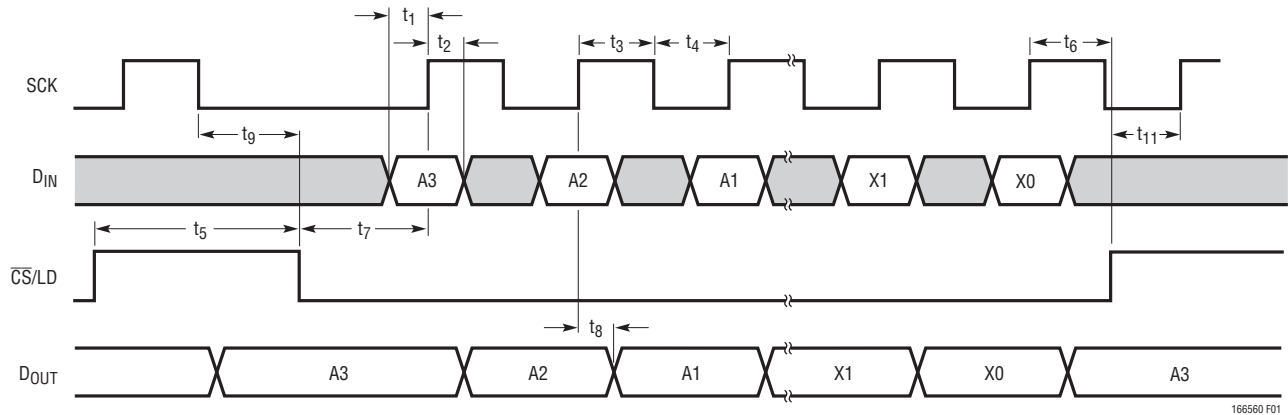 t1
t2
t3
t4
t6
SCK
t9
t11
DIN
A3
A2
A1
X1
X0
t5
t7
CS/LD
t8
DOUT
A3
A2
A1
X1
X0
A3
166560 F01